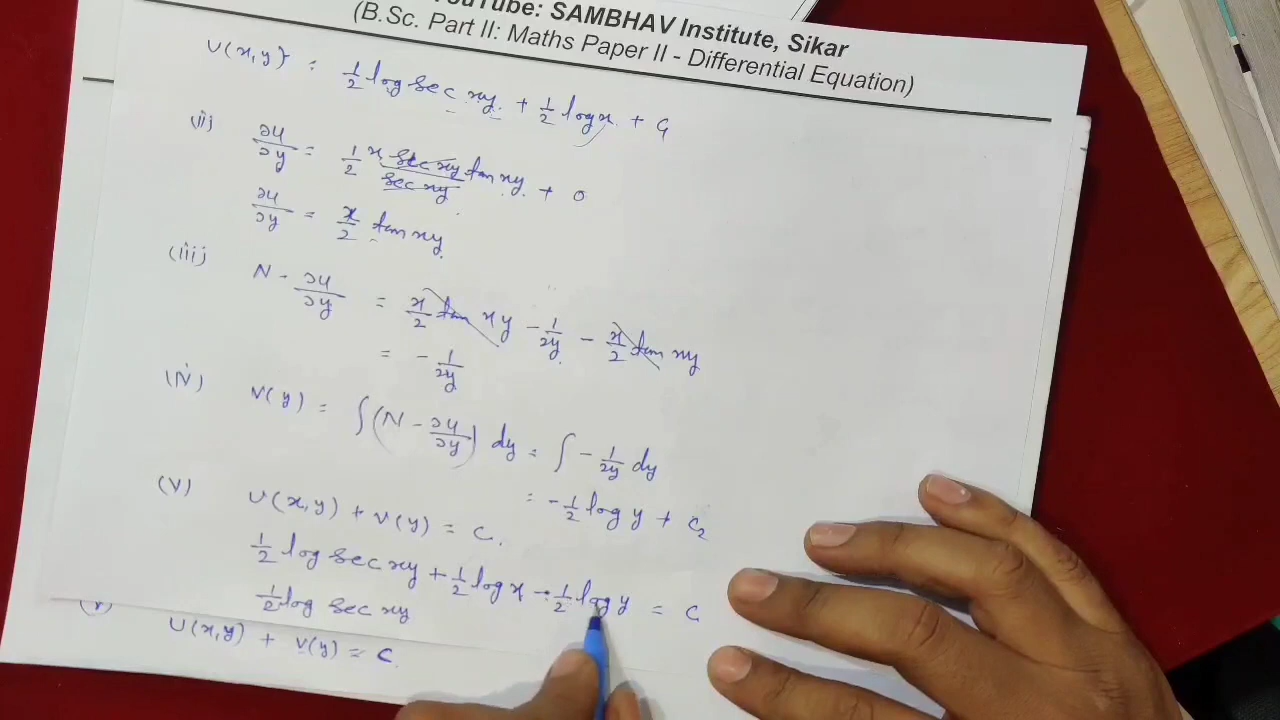 YouTube: SAMBHAV Institute, Sikar
(B.Sc. Part II: Maths Paper II - Differential Equation)
U(x,y) = 1/2 log sec xy + 1/2 log x + C1
(ii) ∂U/∂y = 1/2 x sec xy tan xy / sec xy + 0
∂U/∂y = x/2 tan xy
(iii) N - ∂U/∂y = x/2 tan xy - 1/2y - x/2 tan xy
= - 1/2y
(iv) V(y) = ∫(N - ∂U/∂y) dy = ∫ - 1/2y dy
= - 1/2 log y + C2
(v) U(x,y) + V(y) = C.
1/2 log sec xy + 1/2 log x - 1/2 log y = C
1/2 log sec xy
(v) U(x,y) + V(y) = C.